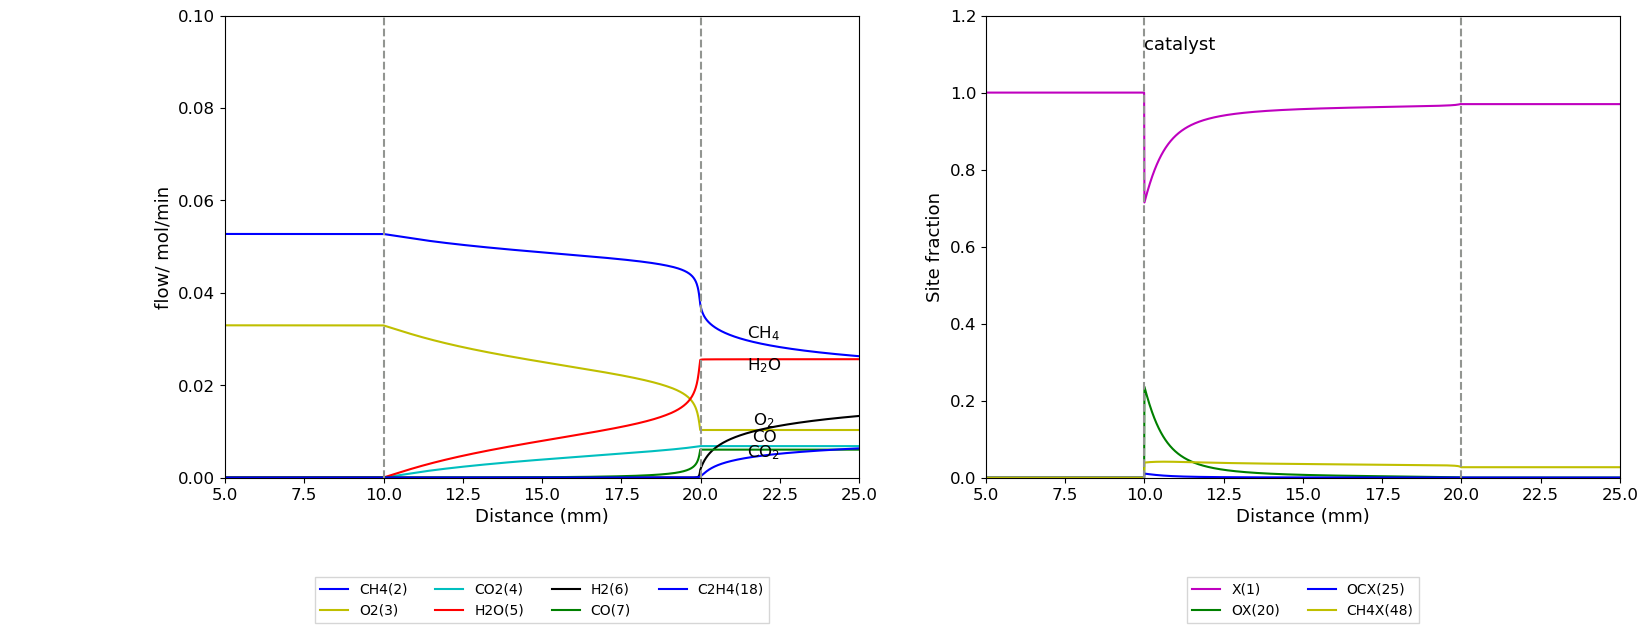 0.10
0.08
0.06
0.04
0.02
0.00
flow/ mol/min
CH₄
H₂O
O₂
CO
CO₂
5.0 7.5 10.0 12.5 15.0 17.5 20.0 22.5 25.0
Distance (mm)
CH4(2) CO2(4) H2(6) C2H4(18)
O2(3) H2O(5) CO(7)
1.2
1.0
0.8
0.6
0.4
0.2
0.0
Site fraction
catalyst
5.0 7.5 10.0 12.5 15.0 17.5 20.0 22.5 25.0
Distance (mm)
X(1) OCX(25)
OX(20) CH4X(48)